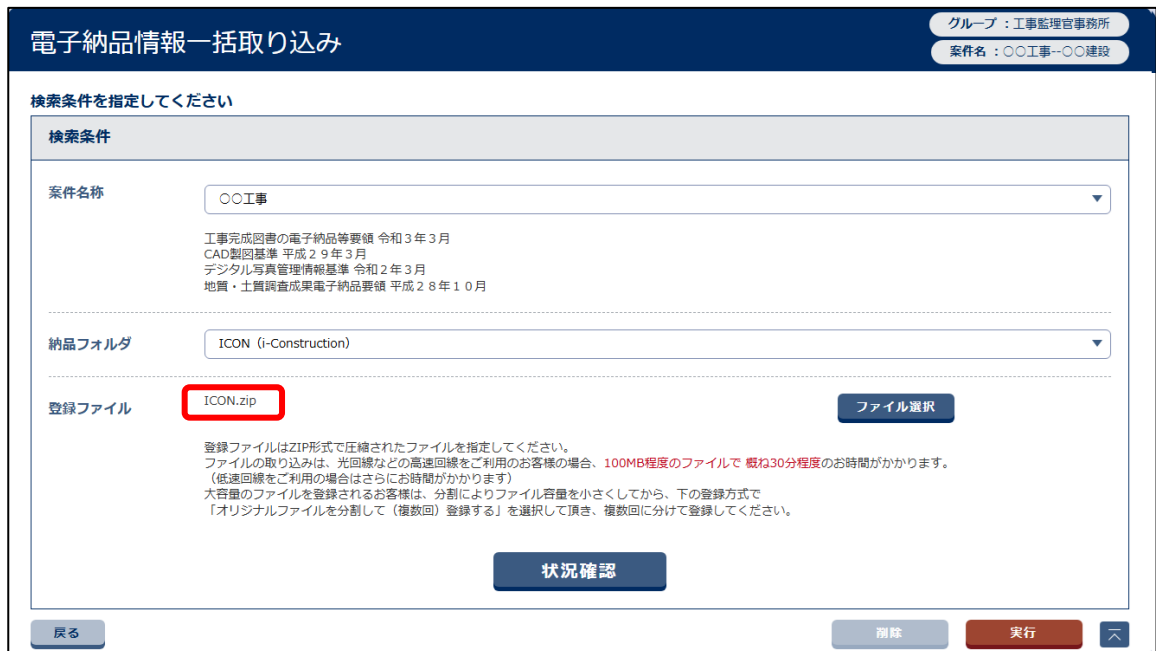 電子納品情報一括取り込み
グループ ：工事監理官事務所
案件名 ：○○工事--○○建設
検索条件を指定してください
検索条件
案件名称
○○工事
工事完成図書の電子納品等要領 令和３年３月
CAD製図基準 平成２９年３月
デジタル写真管理情報基準 令和２年３月
地質・土質調査成果電子納品要領 平成２８年１０月
納品フォルダ
ICON（i-Construction）
登録ファイル
ICON.zip
ファイル選択
登録ファイルはZIP形式で圧縮されたファイルを指定してください。
ファイルの取り込みは、光回線などの高速回線をご利用のお客様の場合、100MB程度のファイルで 概ね30分程度のお時間がかかります。
（低速回線をご利用の場合はさらにお時間がかかります）
大容量のファイルを登録されるお客様は、分割によりファイル容量を小さくしてから、下の登録方式で
「オリジナルファイルを分割して（複数回）登録する」を選択して頂き、複数回に分けて登録してください。
状況確認
戻る
削除
実行